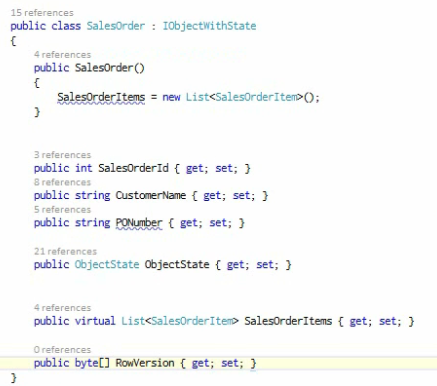 15 references
public class SalesOrder : IObjectWithState
{
4 references
public SalesOrder()
{
SalesOrderItems = new List<SalesOrderItem>();
}
3 references
public int SalesOrderId { get; set; }
8 references
public string CustomerName { get; set; }
5 references
public string PONumber { get; set; }
21 references
public ObjectState ObjectState { get; set; }
4 references
public virtual List<SalesOrderItem> SalesOrderItems { get; set; }
0 references
public byte[] RowVersion { get; set; }
}